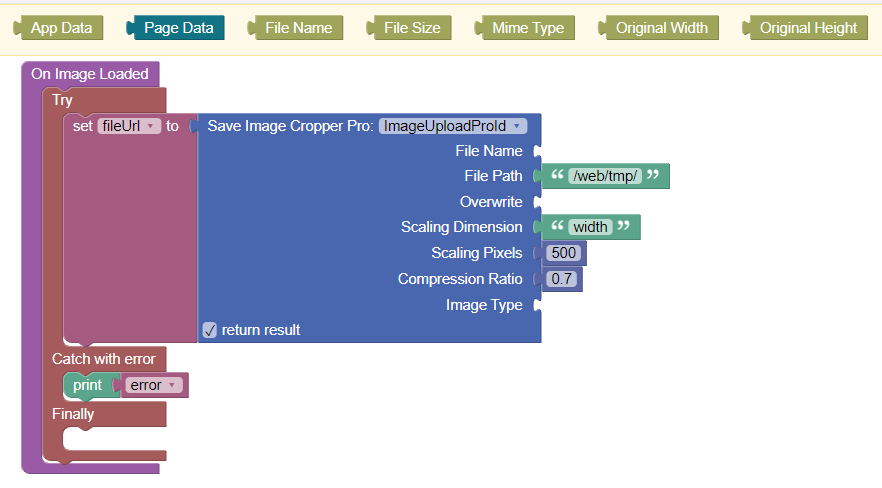 App Data Page Data File Name File Size Mime Type Original Width Original Height
On Image Loaded
Try
set fileUrl to Save Image Cropper Pro: ImageUploadProId
File Name
File Path “ /web/tmp/ ”
Overwrite
Scaling Dimension “ width ”
Scaling Pixels 500
Compression Ratio 0.7
Image Type
return result
Catch with error
print error
Finally